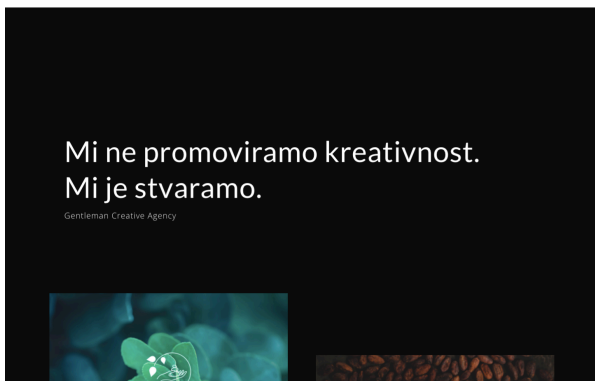 Mi ne promoviramo kreativnost.
Mi je stvaramo.
Gentleman Creative Agency